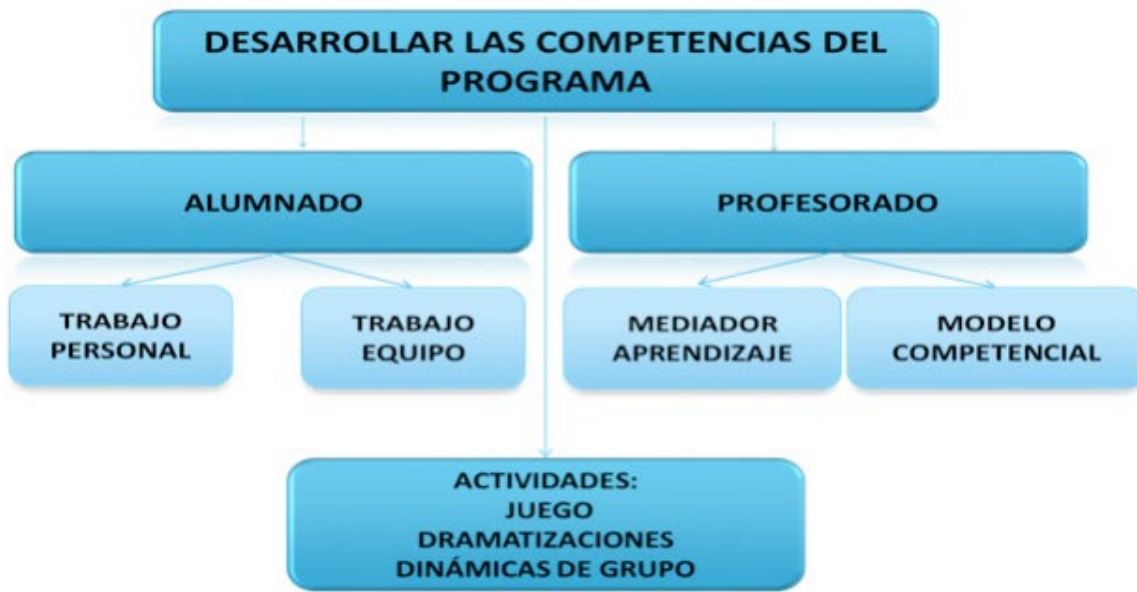 DESARROLLAR LAS COMPETENCIAS DEL
PROGRAMA
ALUMNADO
PROFESORADO
TRABAJO
PERSONAL
TRABAJO
EQUIPO
MEDIADOR
APRENDIZAJE
MODELO
COMPETENCIAL
ACTIVIDADES:
JUEGO
DRAMATIZACIONES
DINÁMICAS DE GRUPO